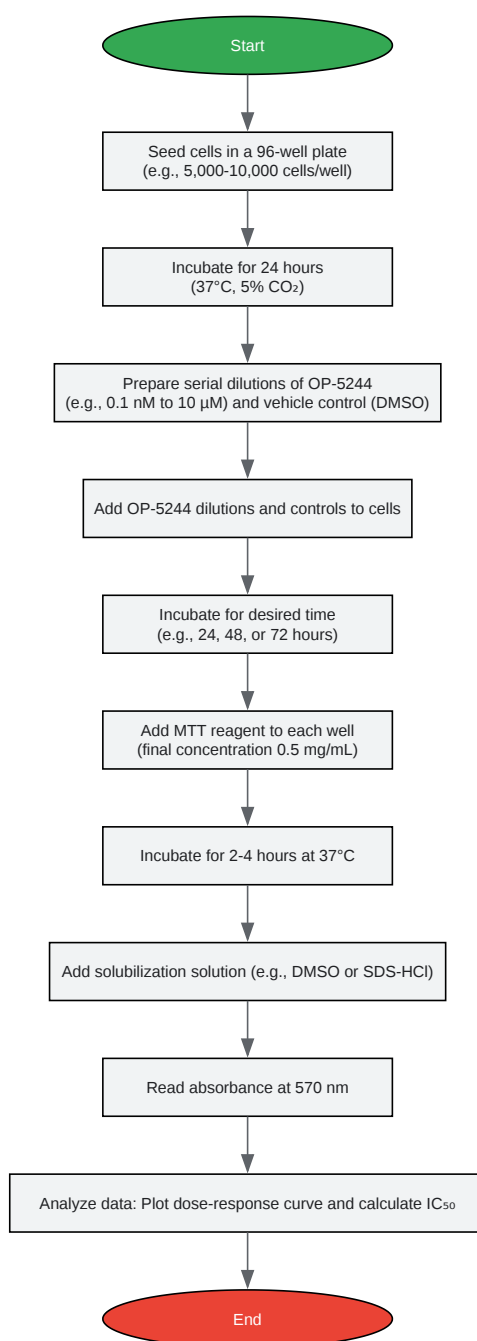 Start
Seed cells in a 96-well plate
(e.g., 5,000-10,000 cells/well)
Incubate for 24 hours
(37°C, 5% CO₂)
Prepare serial dilutions of OP-5244
(e.g., 0.1 nM to 10 µM) and vehicle control (DMSO)
Add OP-5244 dilutions and controls to cells
Incubate for desired time
(e.g., 24, 48, or 72 hours)
Add MTT reagent to each well
(final concentration 0.5 mg/mL)
Incubate for 2-4 hours at 37°C
Add solubilization solution (e.g., DMSO or SDS-HCl)
Read absorbance at 570 nm
Analyze data: Plot dose-response curve and calculate IC₅₀
End